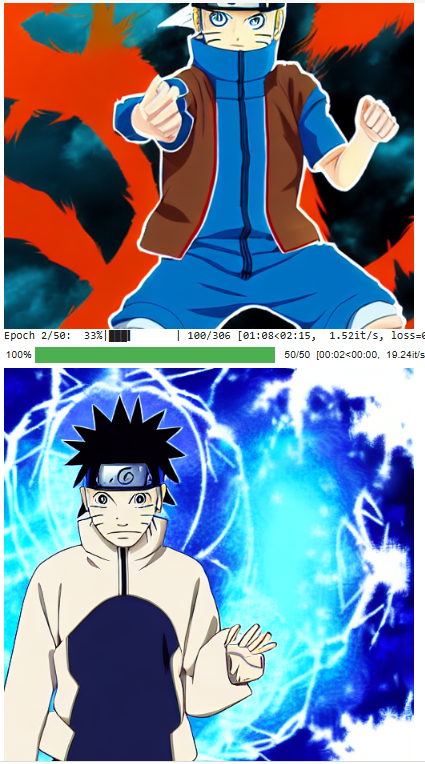 Epoch 2/50:  33%|███       | 100/306 [01:08<02:15,  1.52it/s, loss=
100% 50/50 [00:02<00:00, 19.24it/s